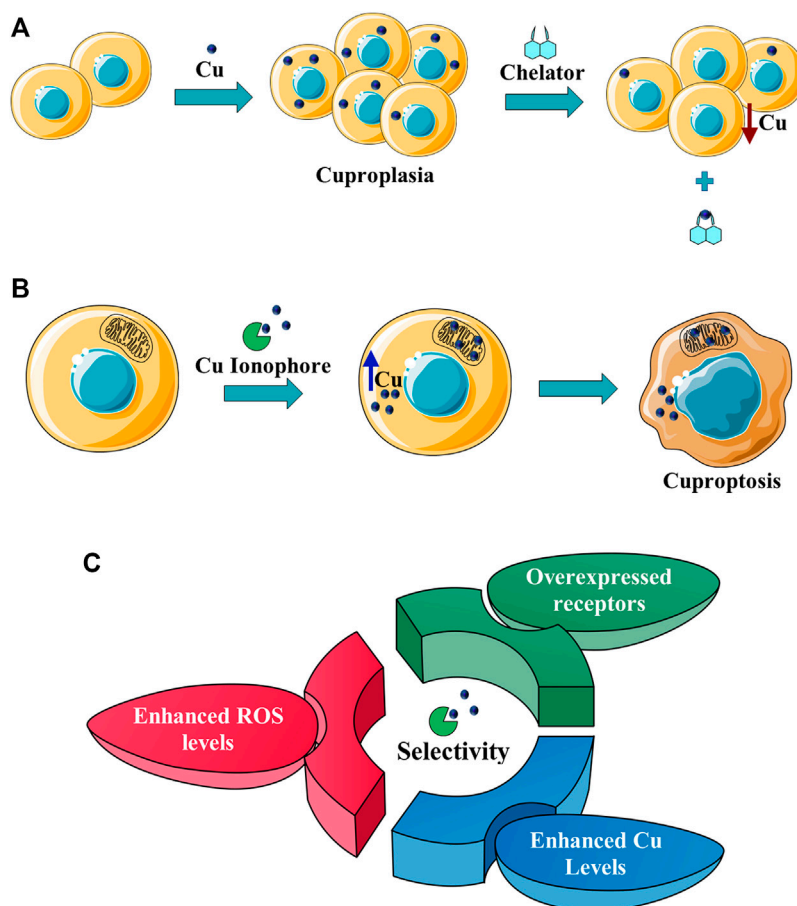 A
Cu
Chelator
Cuproplasia
Cu
B
Cu Ionophore
Cu
Cuproptosis
C
Overexpressed
receptors
Enhanced ROS
levels
Selectivity
Enhanced Cu
Levels